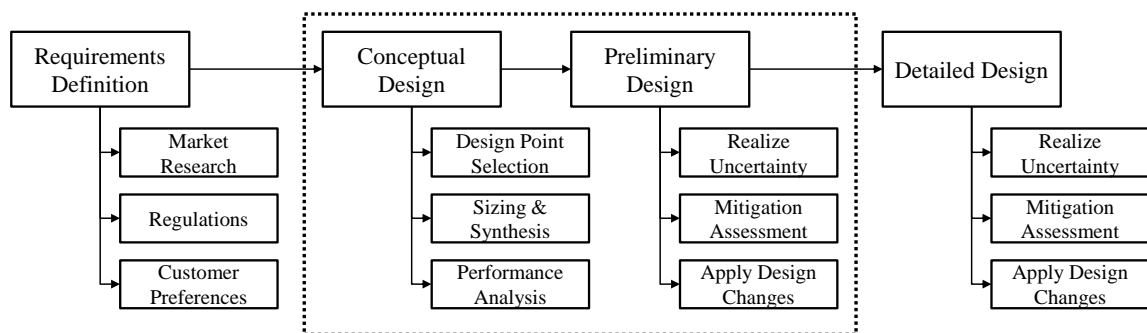 Requirements
Definition
Market
Research
Regulations
Customer
Preferences
Conceptual
Design
Design Point
Selection
Sizing &
Synthesis
Performance
Analysis
Preliminary
Design
Realize
Uncertainty
Mitigation
Assessment
Apply Design
Changes
Detailed Design
Realize
Uncertainty
Mitigation
Assessment
Apply Design
Changes